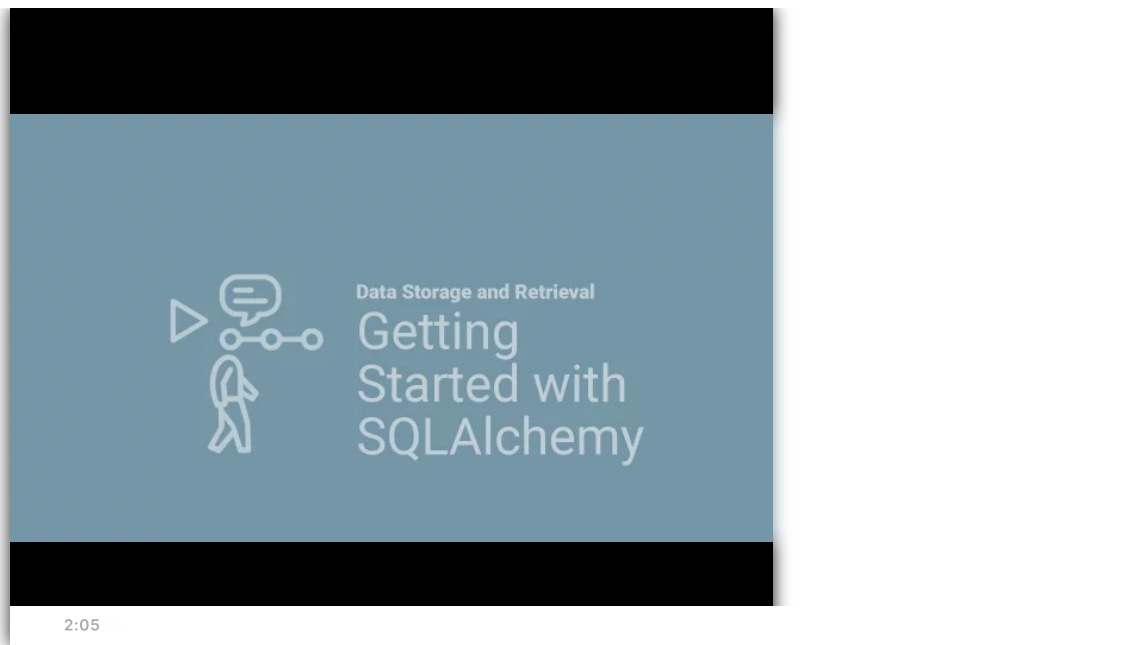 Data Storage and Retrieval
Getting
Started with
SQLAlchemy
2:05